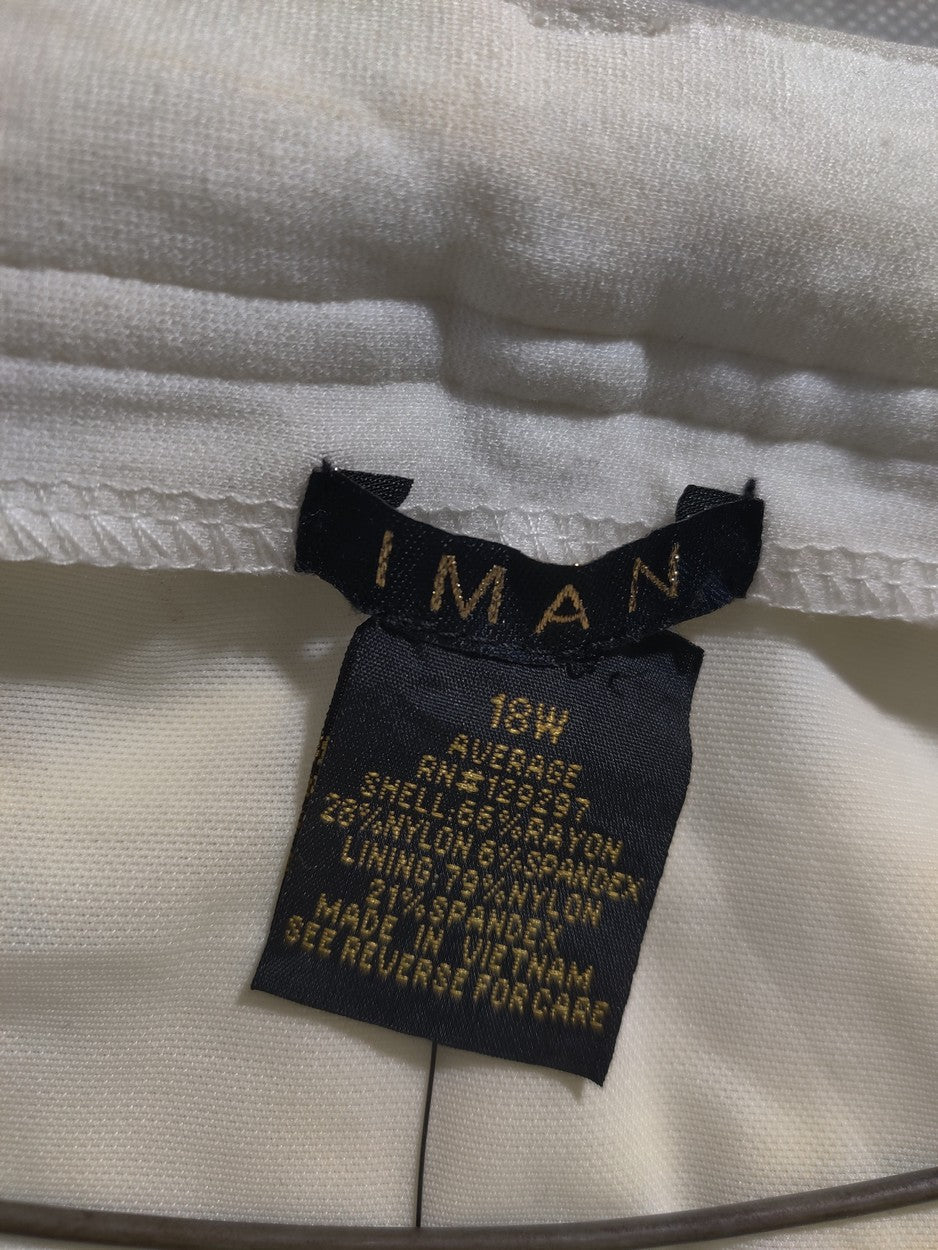 IMAN
18W
AVERAGE
RN#129297
SHELL:66%RAYON
28%NYLON 6%SPANDEX
LINING:79%NYLON
21%SPANDEX
MADE IN VIETNAM
SEE REVERSE FOR CARE